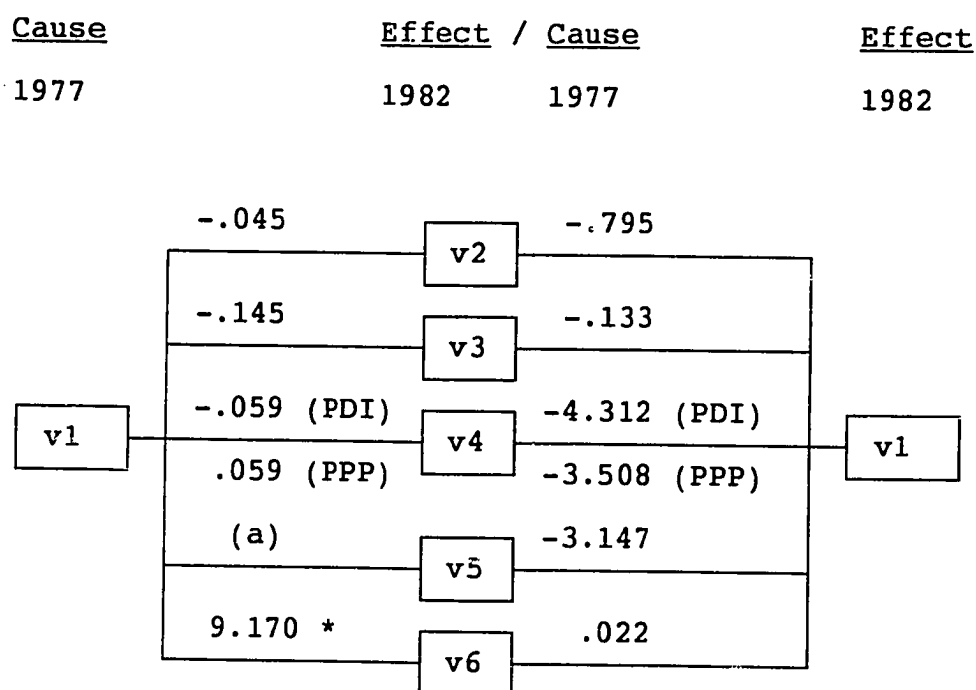 Cause Effect / Cause Effect
1977 1982 1977 1982
-.045 v2 -.795
-.145 v3 -.133
-.059 (PDI) -4.312 (PDI)
v1 v4 v1
.059 (PPP) -3.508 (PPP)
(a) v5 -3.147
9.170 * v6 .022